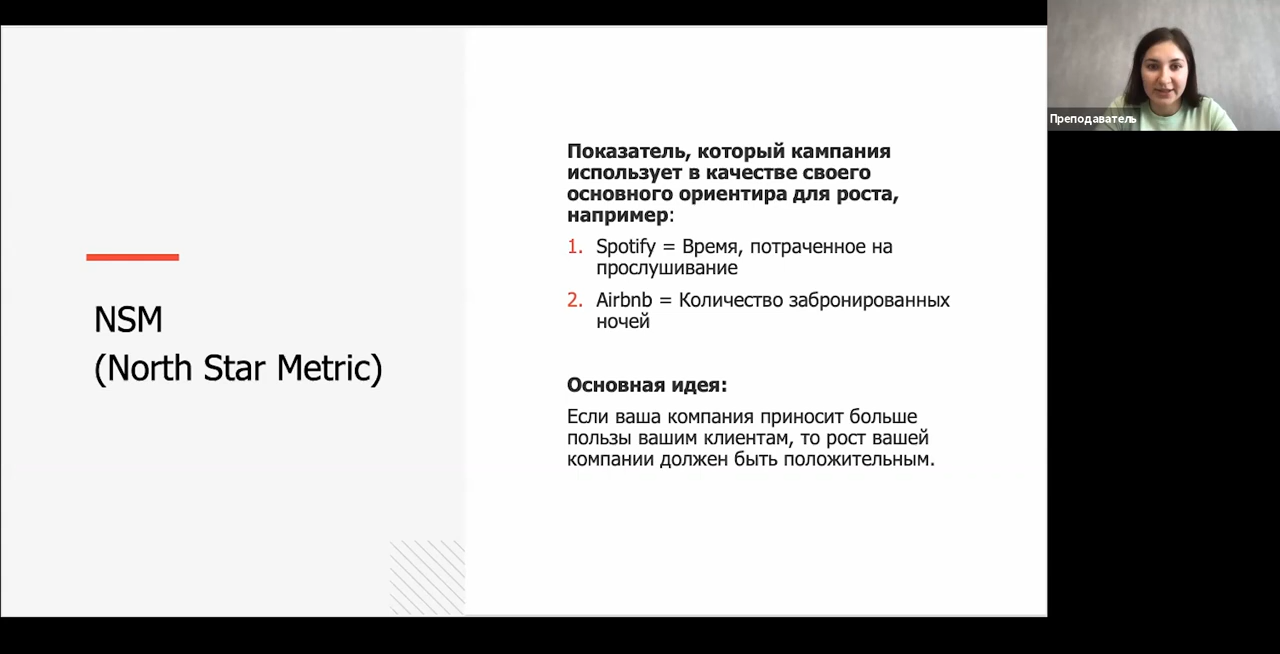 NSM
(North Star Metric)
Показатель, который кампания
использует в качестве своего
основного ориентира для роста,
например:
1. Spotify = Время, потраченное на
прослушивание
2. Airbnb = Количество забронированных
ночей
Основная идея:
Если ваша компания приносит больше
пользы вашим клиентам, то рост вашей
компании должен быть положительным.
Преподаватель